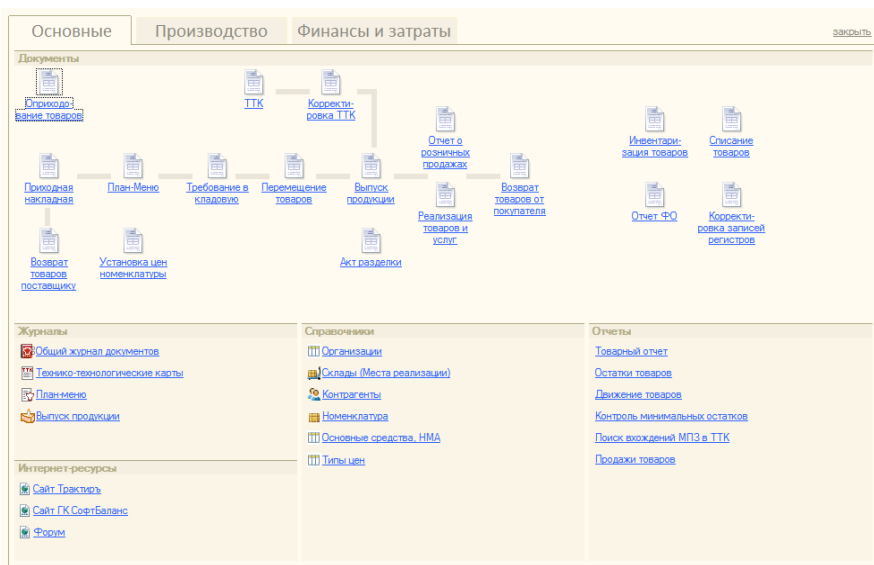 Основные
Производство
Финансы и затраты
закрыть
Документы
Оприходо-
вание товаров
ТТК
Корректи-
ровка ТТК
Отчет о
розничных
продажах
Инвентари-
зация товаров
Списание
товаров
Приходная
накладная
План-Меню
Требование в
кладовую
Перемещение
товаров
Выпуск
продукции
Реализация
товаров и
услуг
Возврат
товаров от
покупателя
Отчет ФО
Корректи-
ровка записей
регистров
Возврат
товаров
поставщику
Установка цен
номенклатуры
Акт разделки
Журналы
Общий журнал документов
ТТК
Технико-технологические карты
План-меню
Выпуск продукции
Интернет-ресурсы
Сайт Трактиръ
Сайт ГК СофтБаланс
Форум
Справочники
Организации
Склады (Места реализации)
Контрагенты
Номенклатура
Основные средства, НМА
Типы цен
Отчеты
Товарный отчет
Остатки товаров
Движение товаров
Контроль минимальных остатков
Поиск вхождений МПЗ в ТТК
Продажи товаров